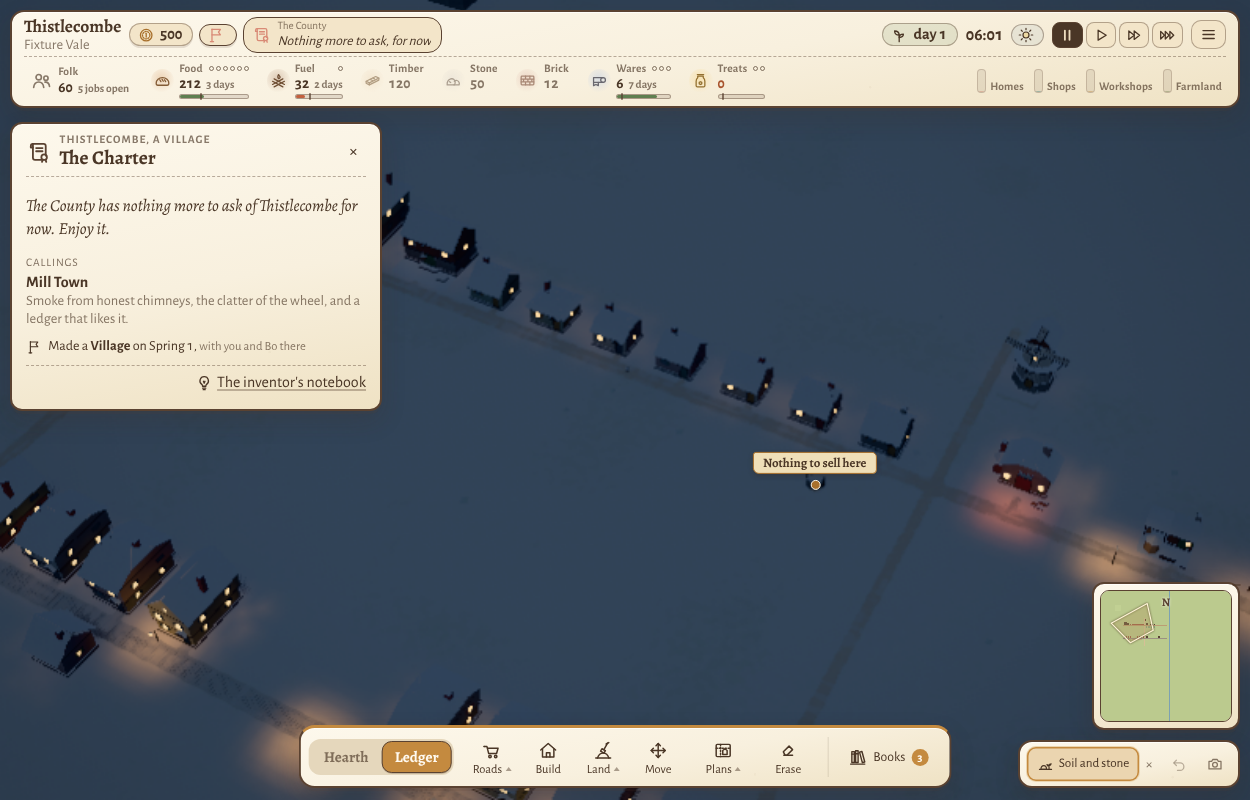 Thistlecombe
Fixture Vale
500
The County
Nothing more to ask, for now
day 1
06:01
Folk
60 5 jobs open
Food
212 3 days
Fuel
32 2 days
Timber
120
Stone
50
Brick
12
Wares
6 7 days
Treats
0
Homes
Shops
Workshops
Farmland
THISTLECOMBE, A VILLAGE
The Charter
×
The County has nothing more to ask of Thistlecombe for
now. Enjoy it.
CALLINGS
Mill Town
Smoke from honest chimneys, the clatter of the wheel, and a
ledger that likes it.
Made a Village on Spring 1, with you and Bo there
The inventor's notebook
Nothing to sell here
N
Hearth
Ledger
Roads
Build
Land
Move
Plans
Erase
Books 3
Soil and stone
×